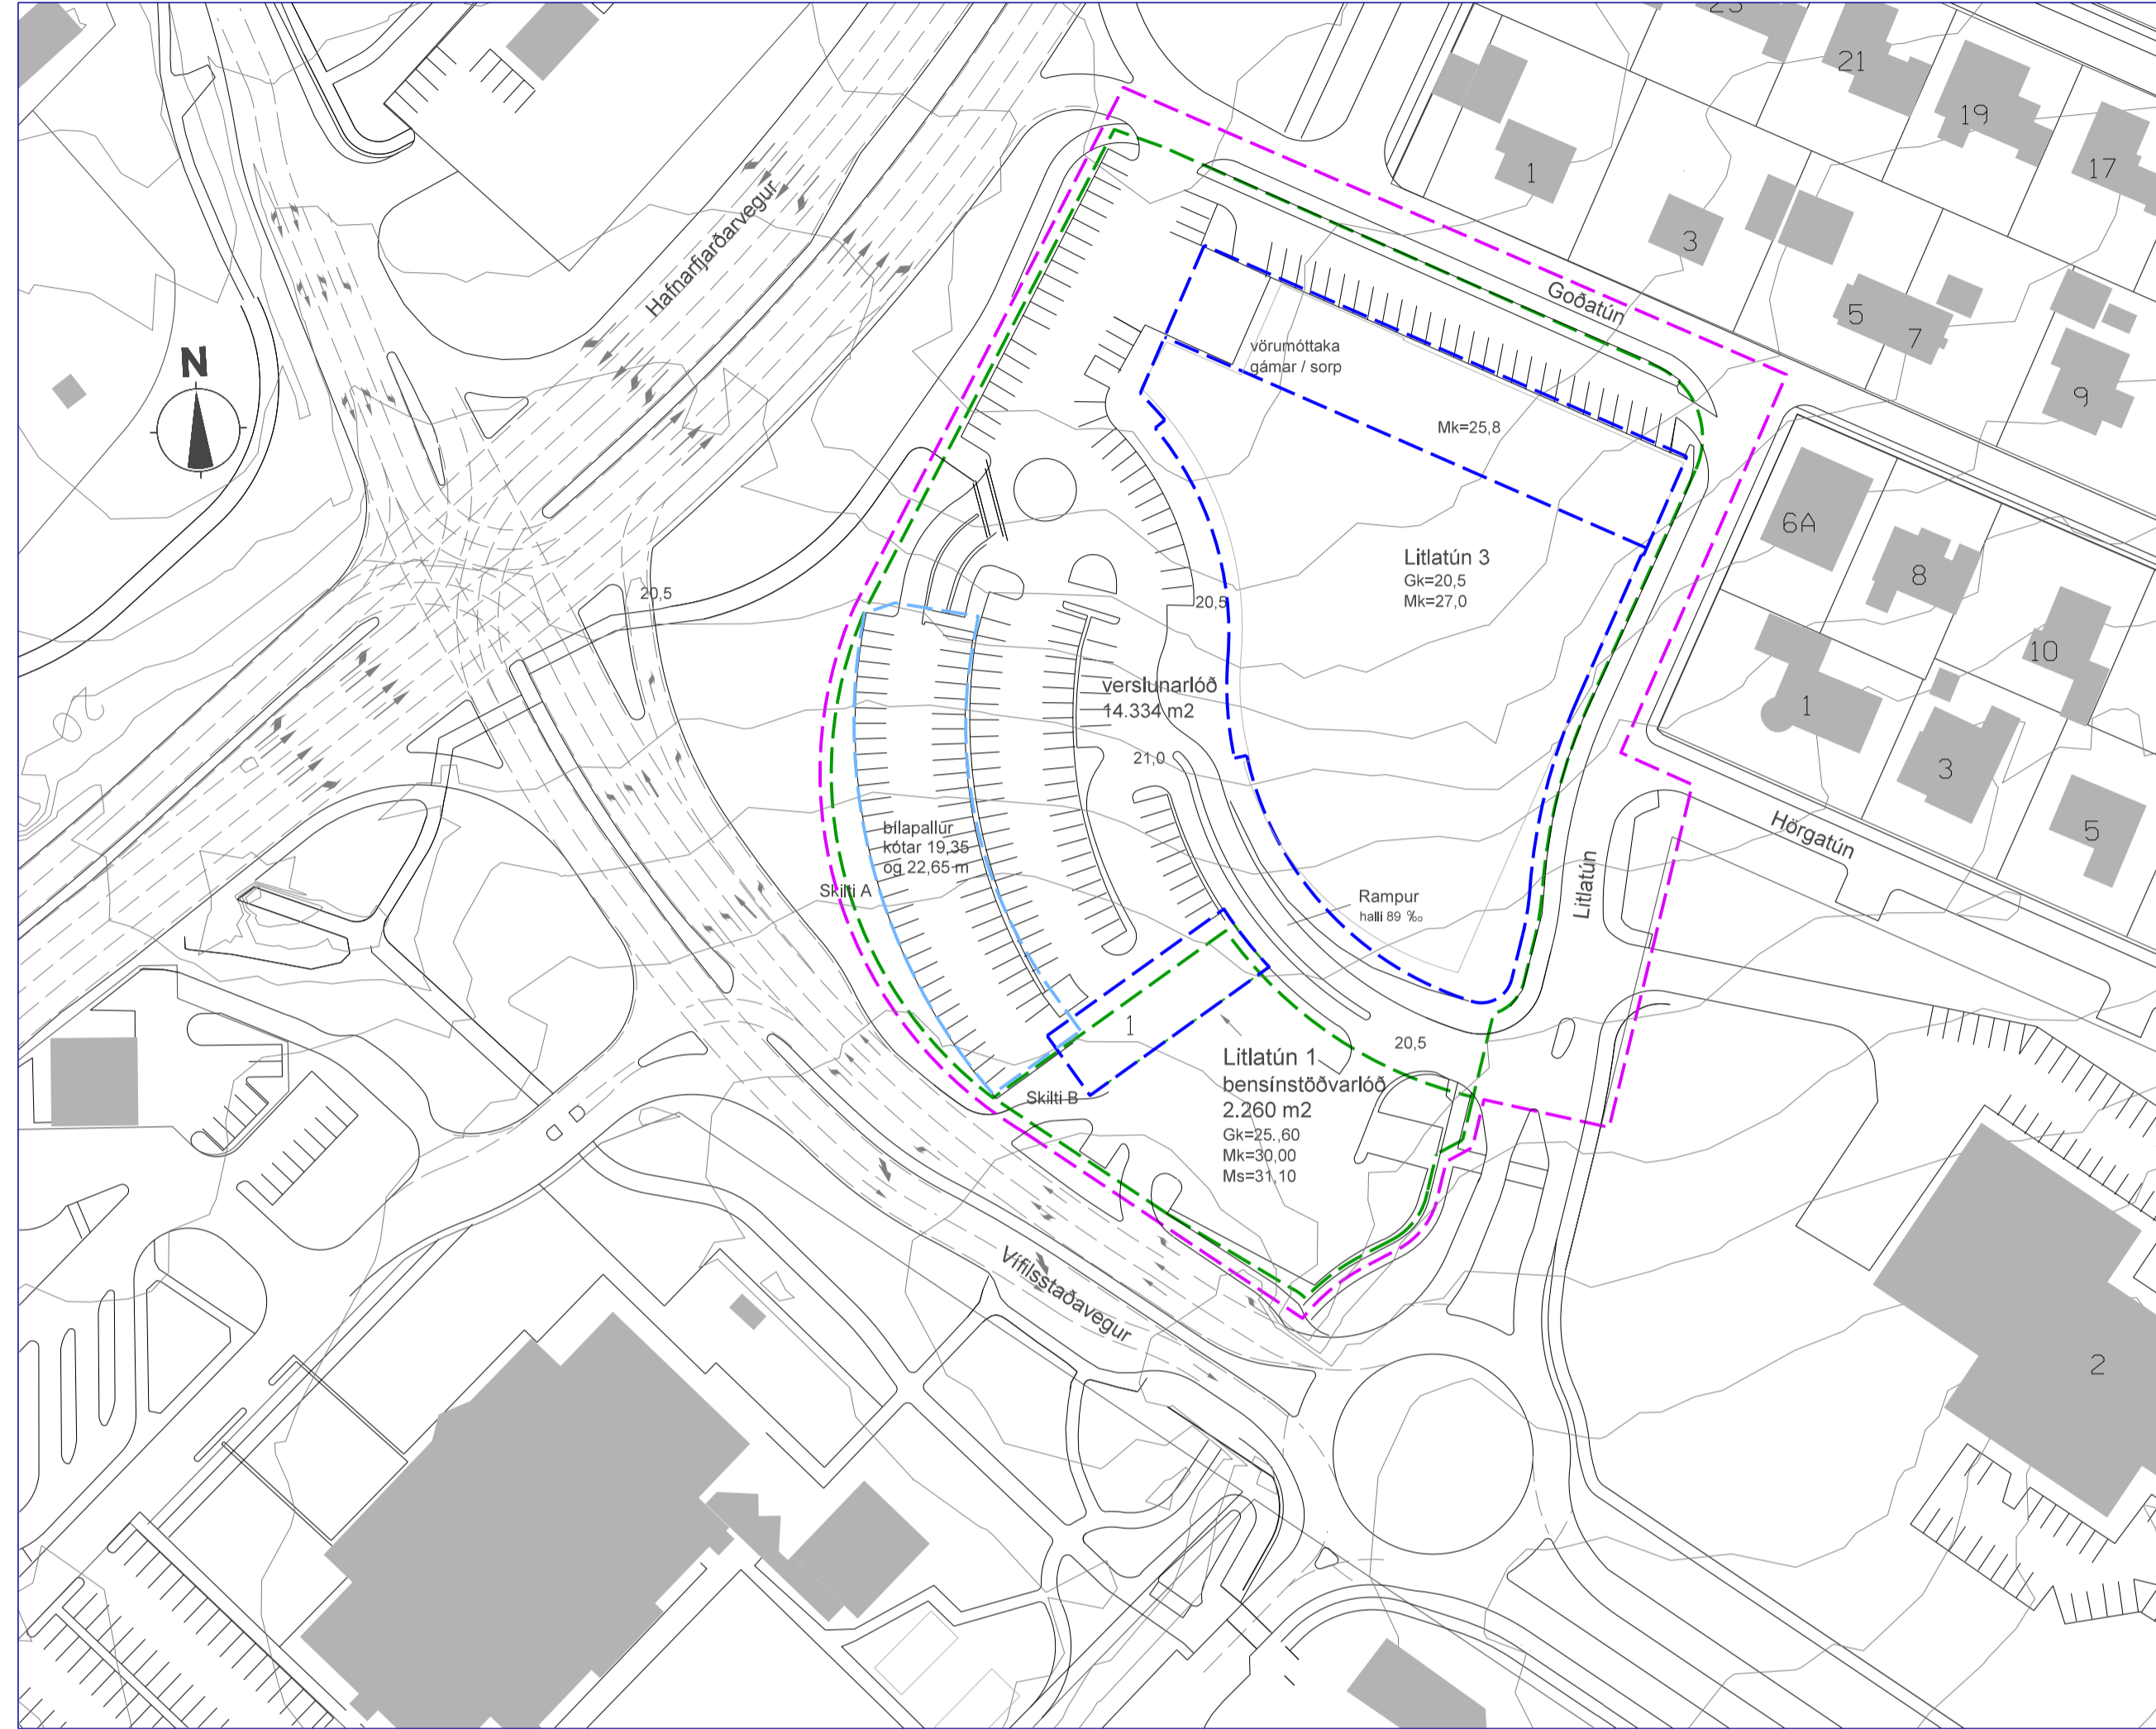 23
21
19
17
1
3
5
7
9
Hafnarfjarðarvegur
Goðatún
N
vörumóttaka
gámar / sorp
Mk=25,8
6A
8
10
1
3
5
Litlatún 3
Gk=20,5
Mk=27,0
20,5
20,5
verslunarlóð
14.334 m2
21,0
bílapallur
kótar 19,35
og 22,65 m
Skilti A
Hörgatún
Litlatún
Rampur
halli 89 ‰
1
20,5
Litlatún 1
bensínstöðvarlóð
2.260 m2
Gk=25.,60
Mk=30,00
Ms=31,10
Skilti B
Vífilsstaðavegur
2